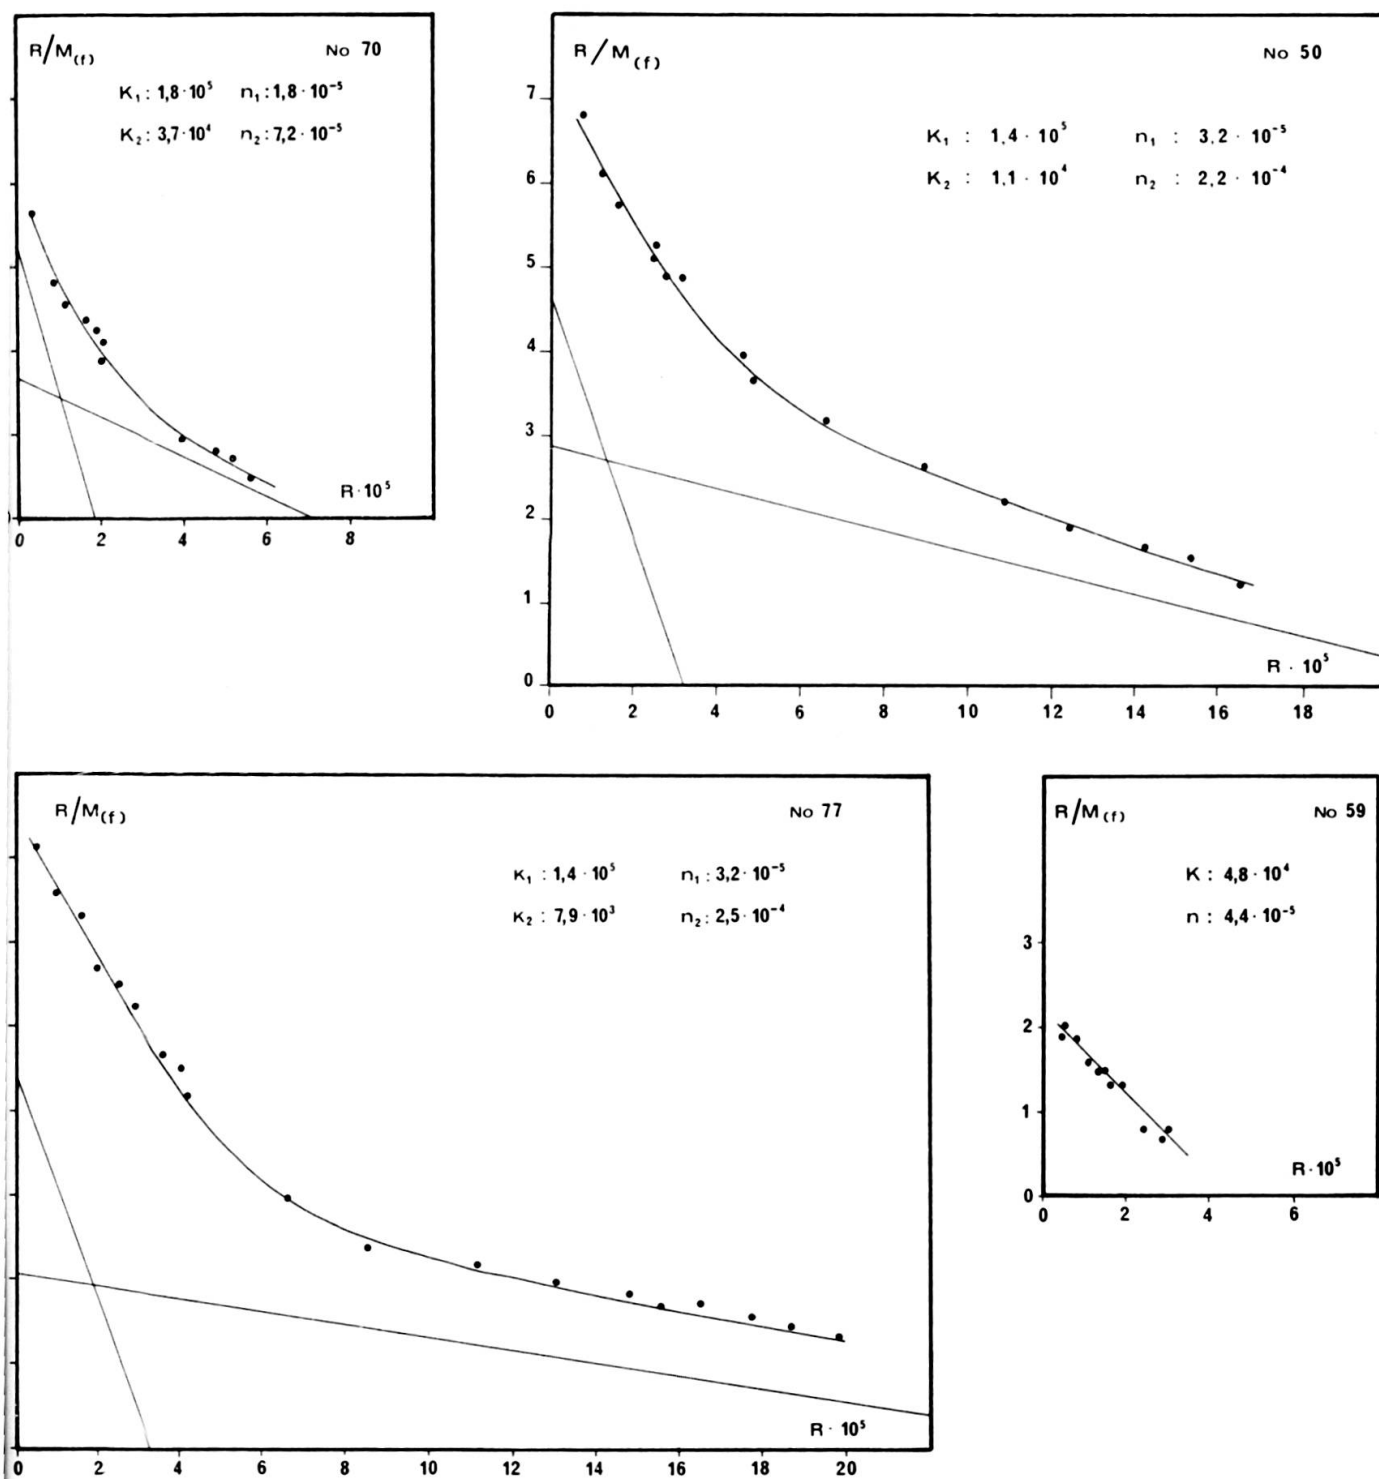 R/M(f) No 70
K₁ : 1,8 · 10⁵ n₁ : 1,8 · 10⁻⁵
K₂ : 3,7 · 10⁴ n₂ : 7,2 · 10⁻⁵
R · 10⁵
0 2 4 6 8
R/M(f) No 50
7
K₁ : 1,4 · 10⁵ n₁ : 3,2 · 10⁻⁵
6
K₂ : 1,1 · 10⁴ n₂ : 2,2 · 10⁻⁴
5
4
3
2
1
R · 10⁵
0
0 2 4 6 8 10 12 14 16 18
R/M(f) No 77
K₁ : 1,4 · 10⁵ n₁ : 3,2 · 10⁻⁵
K₂ : 7,9 · 10³ n₂ : 2,5 · 10⁻⁴
R · 10⁵
0 2 4 6 8 10 12 14 16 18 20
R/M(f) No 59
K : 4,8 · 10⁴
n : 4,4 · 10⁻⁵
3
2
1
R · 10⁵
0
0 2 4 6